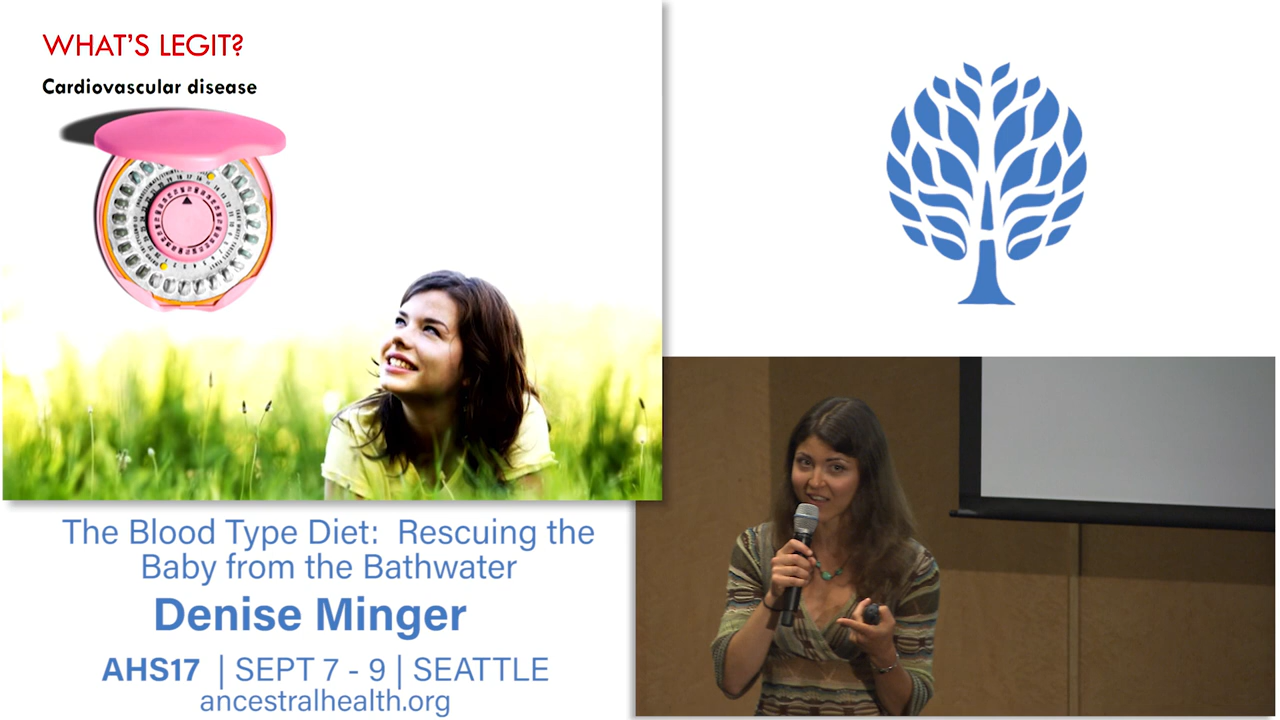 WHAT'S LEGIT?
Cardiovascular disease
The Blood Type Diet: Rescuing the
Baby from the Bathwater
Denise Minger
AHS17 | SEPT 7 - 9 | SEATTLE
ancestralhealth.org